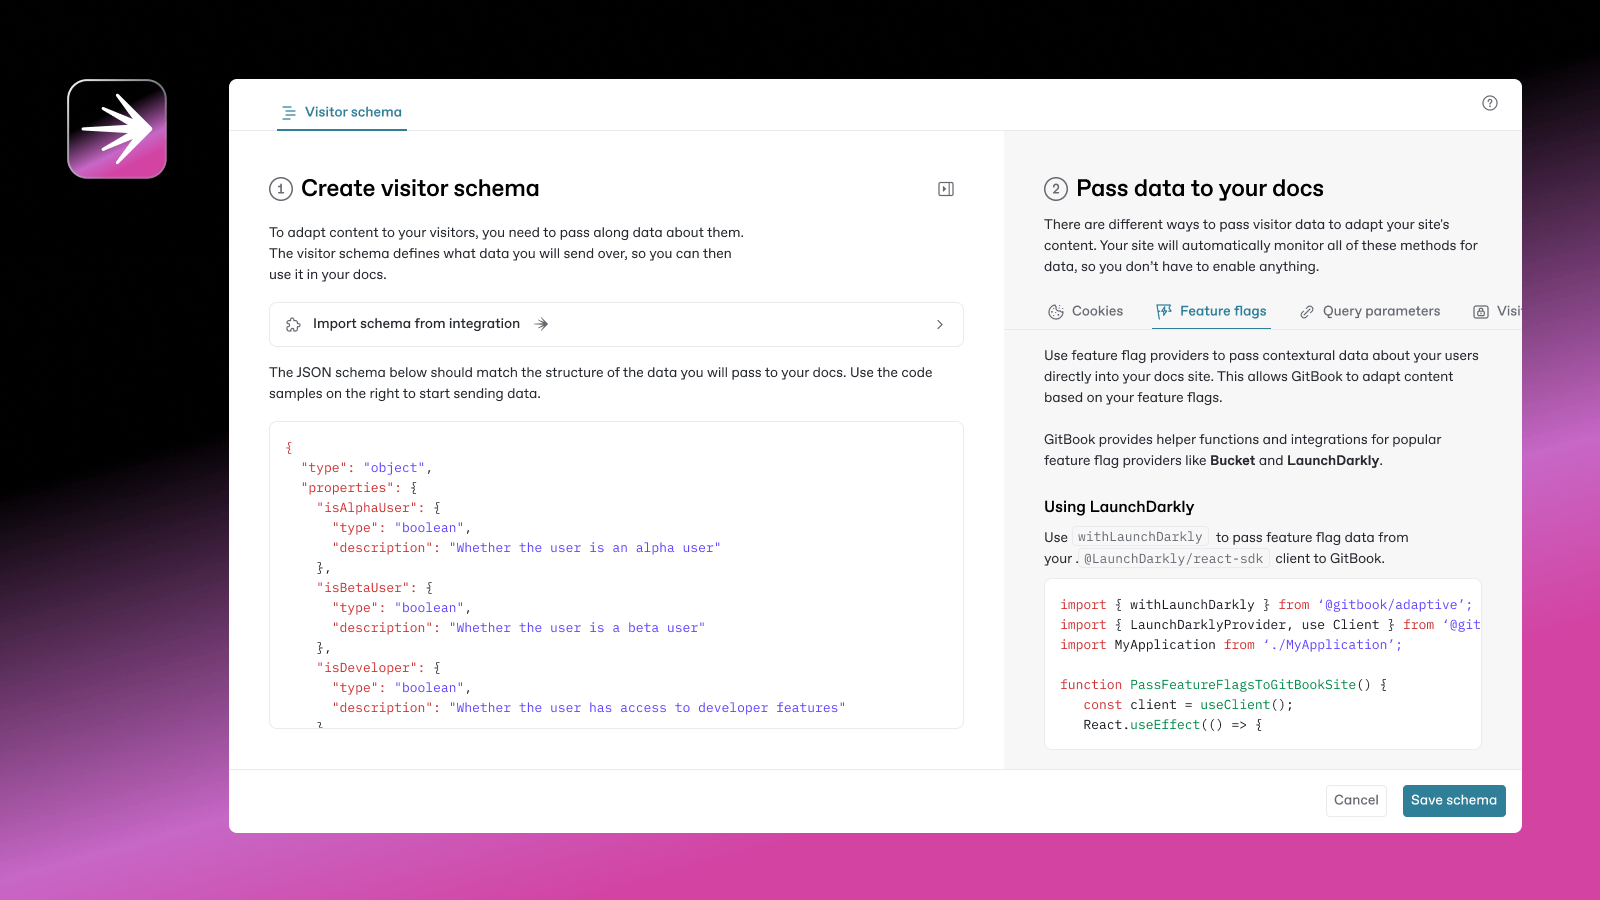 Visitor schema
1 Create visitor schema
To adapt content to your visitors, you need to pass along data about them.
The visitor schema defines what data you will send over, so you can then
use it in your docs.
Import schema from integration
The JSON schema below should match the structure of the data you will pass to your docs. Use the code
samples on the right to start sending data.
{
"type": "object",
"properties": {
"isAlphaUser": {
"type": "boolean",
"description": "Whether the user is an alpha user"
},
"isBetaUser": {
"type": "boolean",
"description": "Whether the user is a beta user"
},
"isDeveloper": {
"type": "boolean",
"description": "Whether the user has access to developer features"
}
2 Pass data to your docs
There are different ways to pass visitor data to adapt your site's
content. Your site will automatically monitor all of these methods for
data, so you don't have to enable anything.
Cookies Feature flags Query parameters Visi
Use feature flag providers to pass contextural data about your users
directly into your docs site. This allows GitBook to adapt content
based on your feature flags.
GitBook provides helper functions and integrations for popular
feature flag providers like Bucket and LaunchDarkly.
Using LaunchDarkly
Use withLaunchDarkly to pass feature flag data from
your . @LaunchDarkly/react-sdk client to GitBook.
import { withLaunchDarkly } from ‘@gitbook/adaptive’;
import { LaunchDarklyProvider, use Client } from ‘@git
import MyApplication from ‘./MyApplication’;
function PassFeatureFlagsToGitBookSite() {
const client = useClient();
React.useEffect(() => {
Cancel Save schema